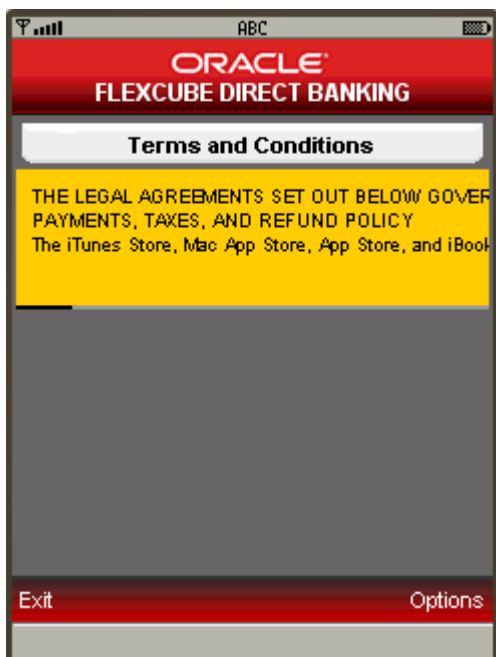 ABC
ORACLE
FLEXCUBE DIRECT BANKING
Terms and Conditions
THE LEGAL AGREEMENTS SET OUT BELOW GOVER
PAYMENTS, TAXES, AND REFUND POLICY
The iTunes Store, Mac App Store, App Store, and iBook
Exit Options